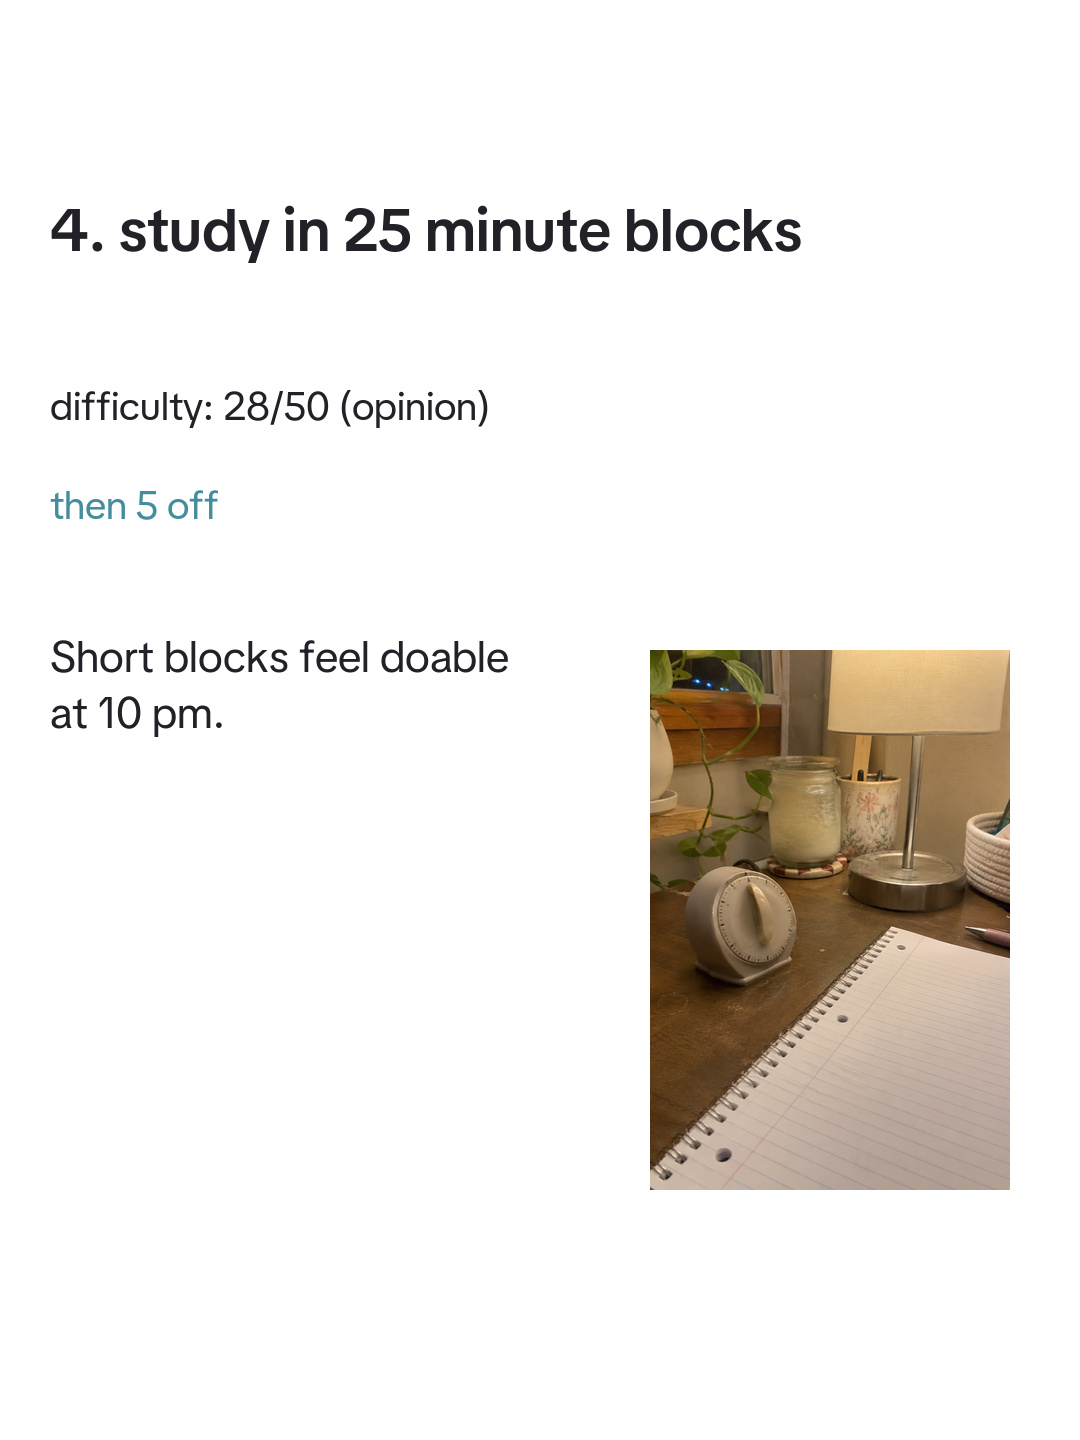 4. study in 25 minute blocks
difficulty: 28/50 (opinion)
then 5 off
Short blocks feel doable
at 10 pm.